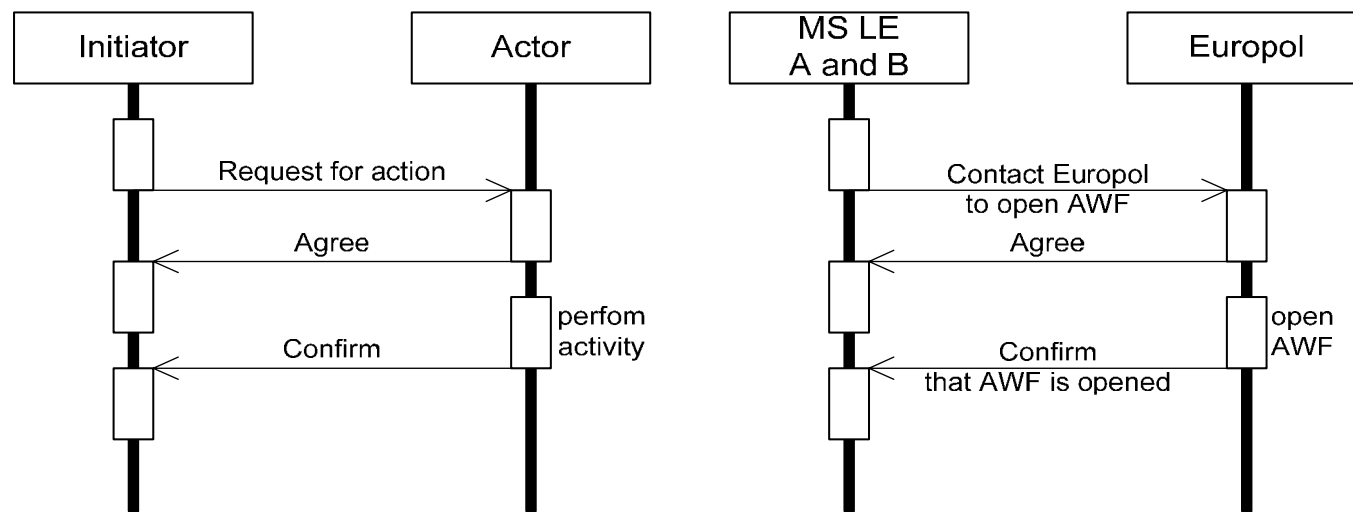 Initiator
Actor
Request for action
Agree
perfom
activity
Confirm
MS LE
A and B
Europol
Contact Europol
to open AWF
Agree
open
AWF
Confirm
that AWF is opened